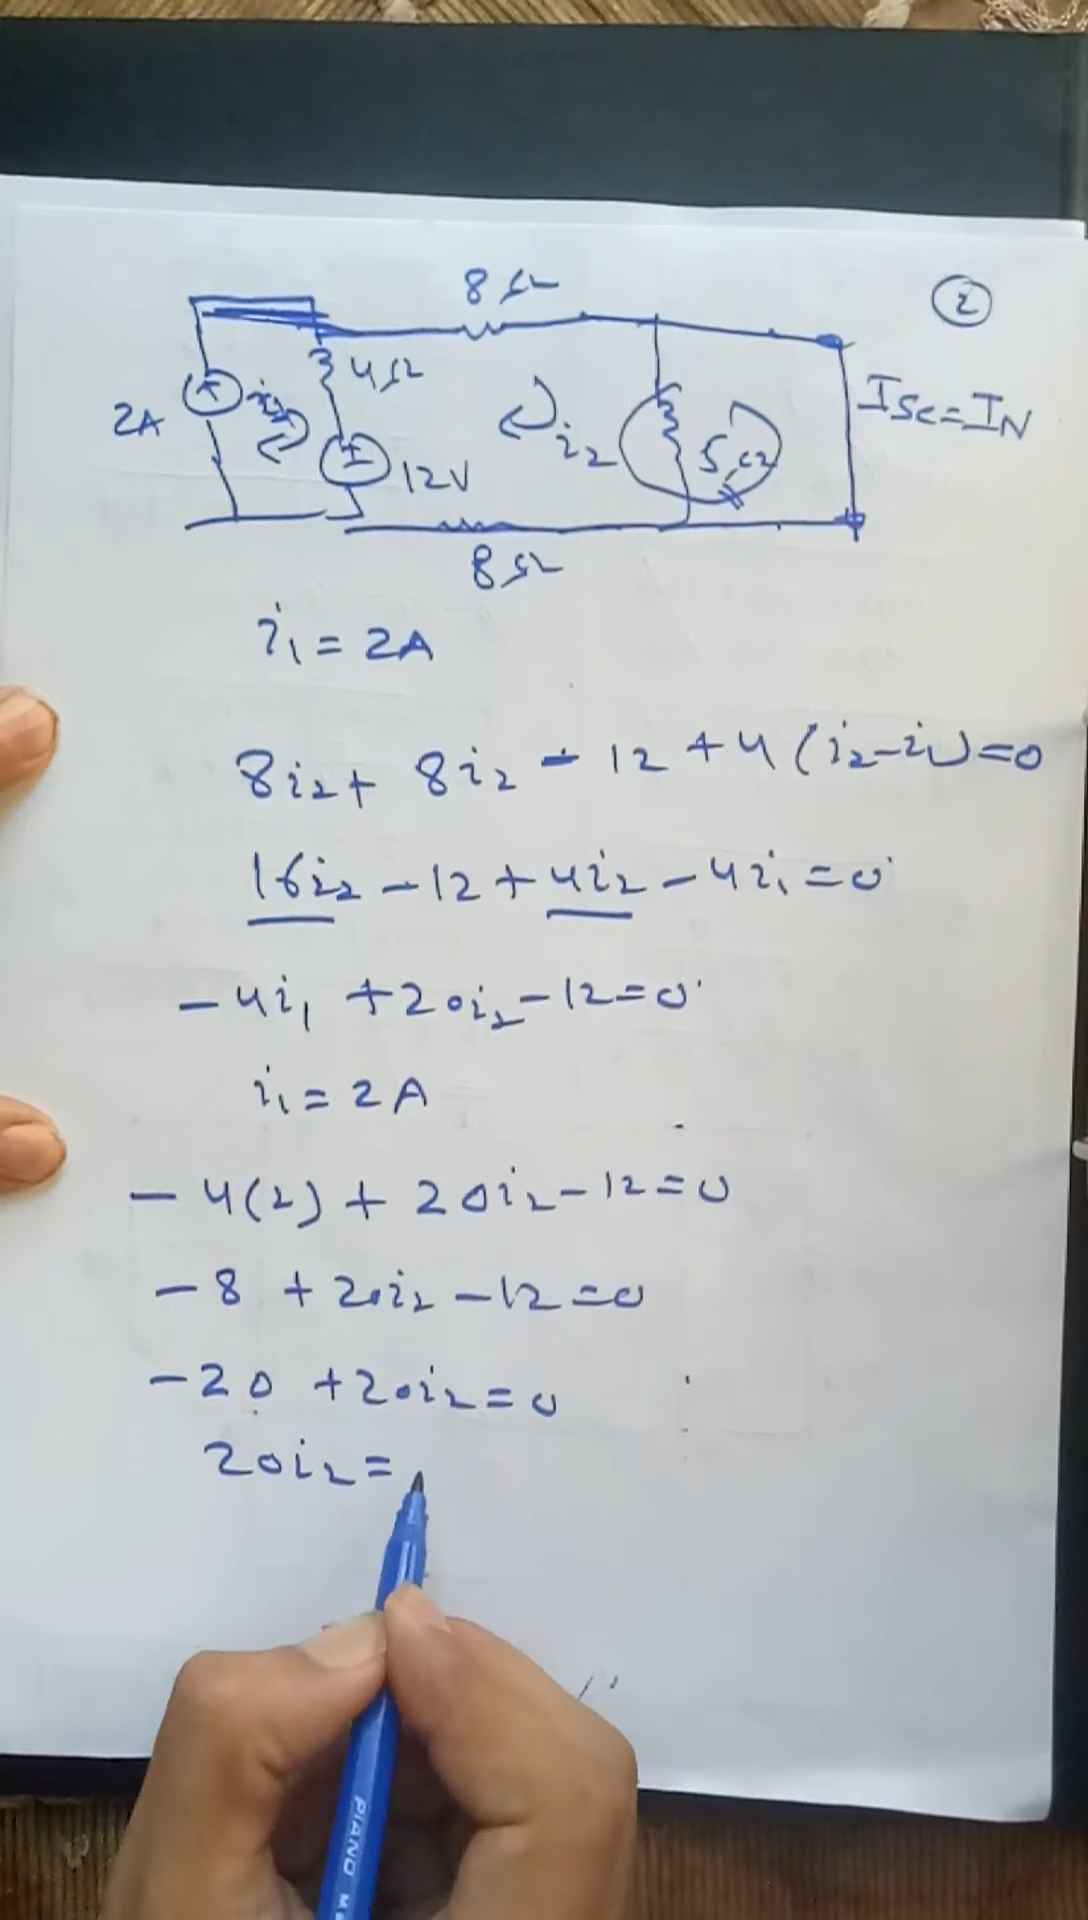 ②
8Ω
4Ω
2A
i₁
12V
i₂
5Ω
I_SC=I_N
8Ω
i₁ = 2A
8i₂+ 8i₂ - 12 + 4(i₂-i₁)=0
16i₂ - 12 + 4i₂ - 4i₁ = 0
- 4i₁ + 20i₂ - 12 = 0
i₁ = 2A
- 4(2) + 20i₂ - 12 = 0
- 8 + 20i₂ - 12 = 0
- 20 + 20i₂ = 0
20i₂ =
PIANO